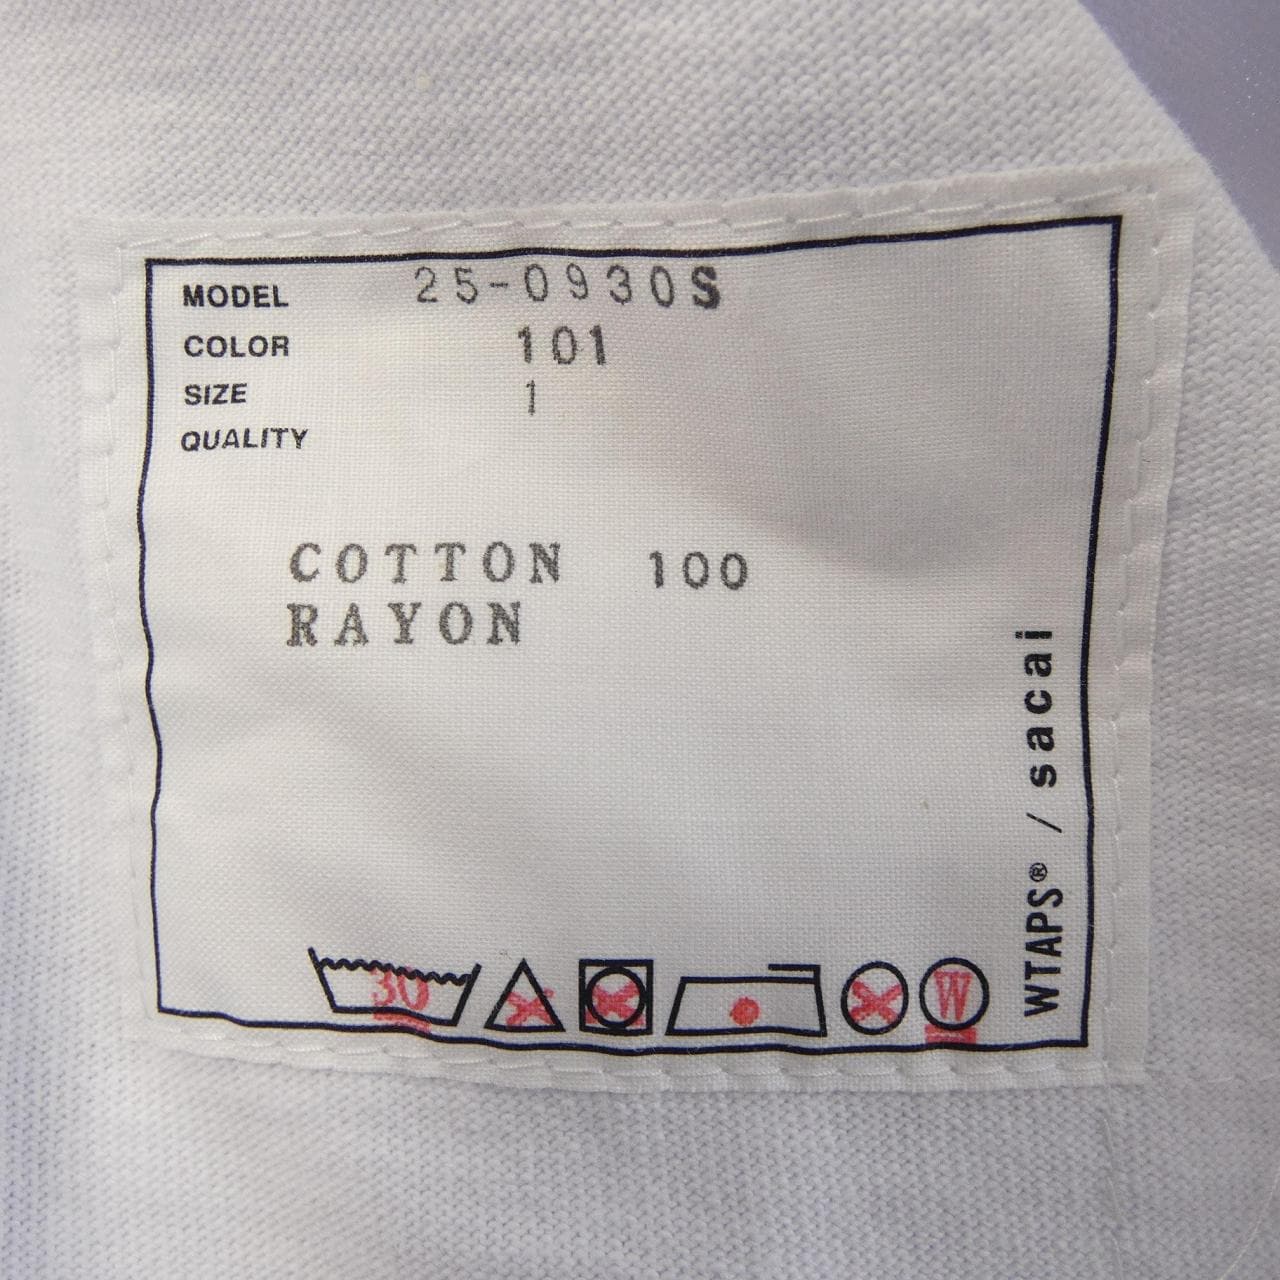 MODEL 25-0930S
COLOR 101
SIZE 1
QUALITY
COTTON 100
RAYON
30
W
WTAPS® / sacai